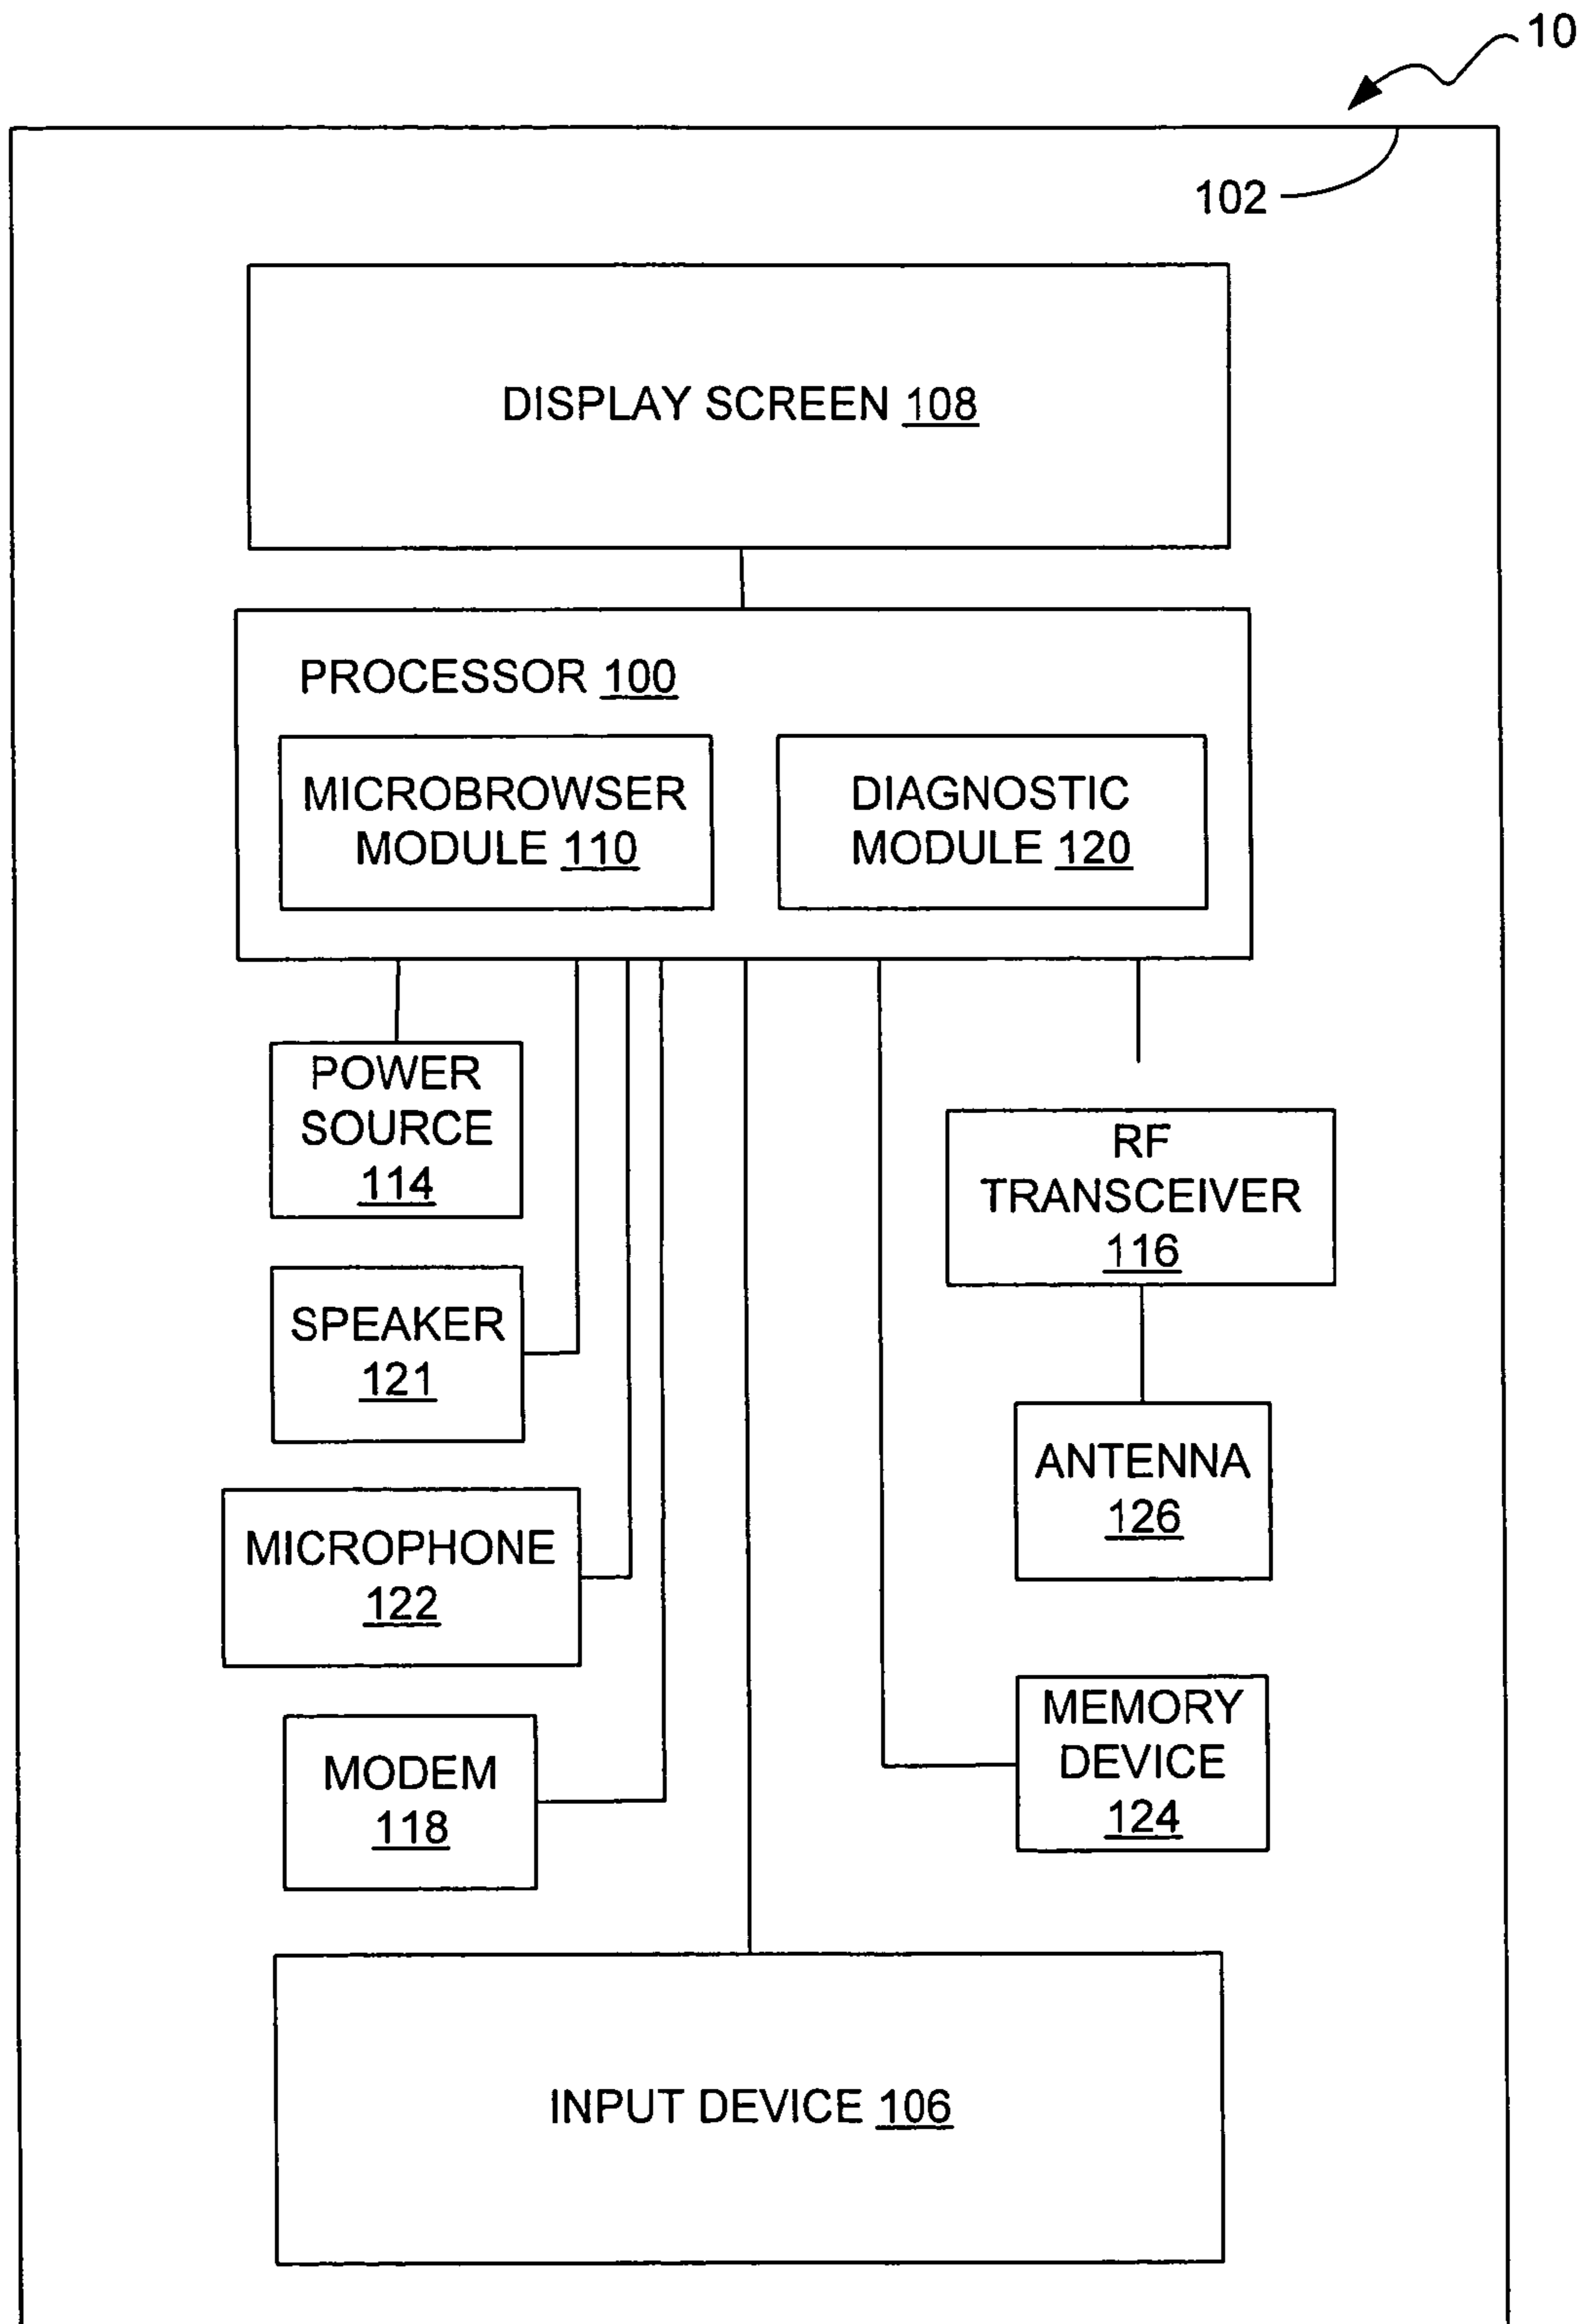 10
102
DISPLAY SCREEN 108
PROCESSOR 100
MICROBROWSER
MODULE 110
DIAGNOSTIC
MODULE 120
POWER
SOURCE
114
RF
TRANSCEIVER
116
SPEAKER
121
ANTENNA
126
MICROPHONE
122
MEMORY
DEVICE
124
MODEM
118
INPUT DEVICE 106